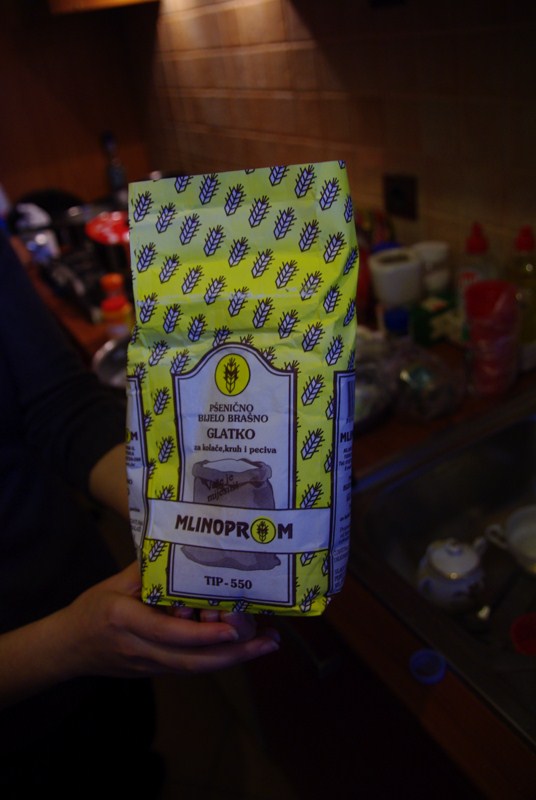 PŠENIČNO
BIJELO BRAŠNO
GLATKO
za kolače, kruh i peciva
MLINOPROM
TIP - 550